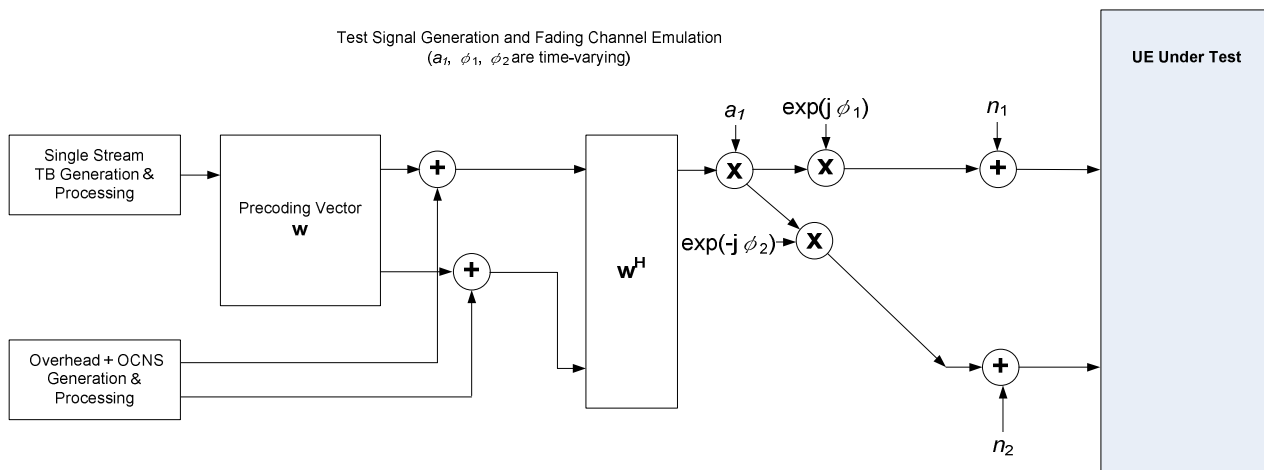 Test Signal Generation and Fading Channel Emulation
(a1, ϕ1, ϕ2 are time-varying)
UE Under Test
a1
exp(j ϕ1)
n1
Single Stream
TB Generation &
Processing
Precoding Vector
w
+
x
x
+
exp(-j ϕ2)
x
+
wH
Overhead + OCNS
Generation &
Processing
+
n2